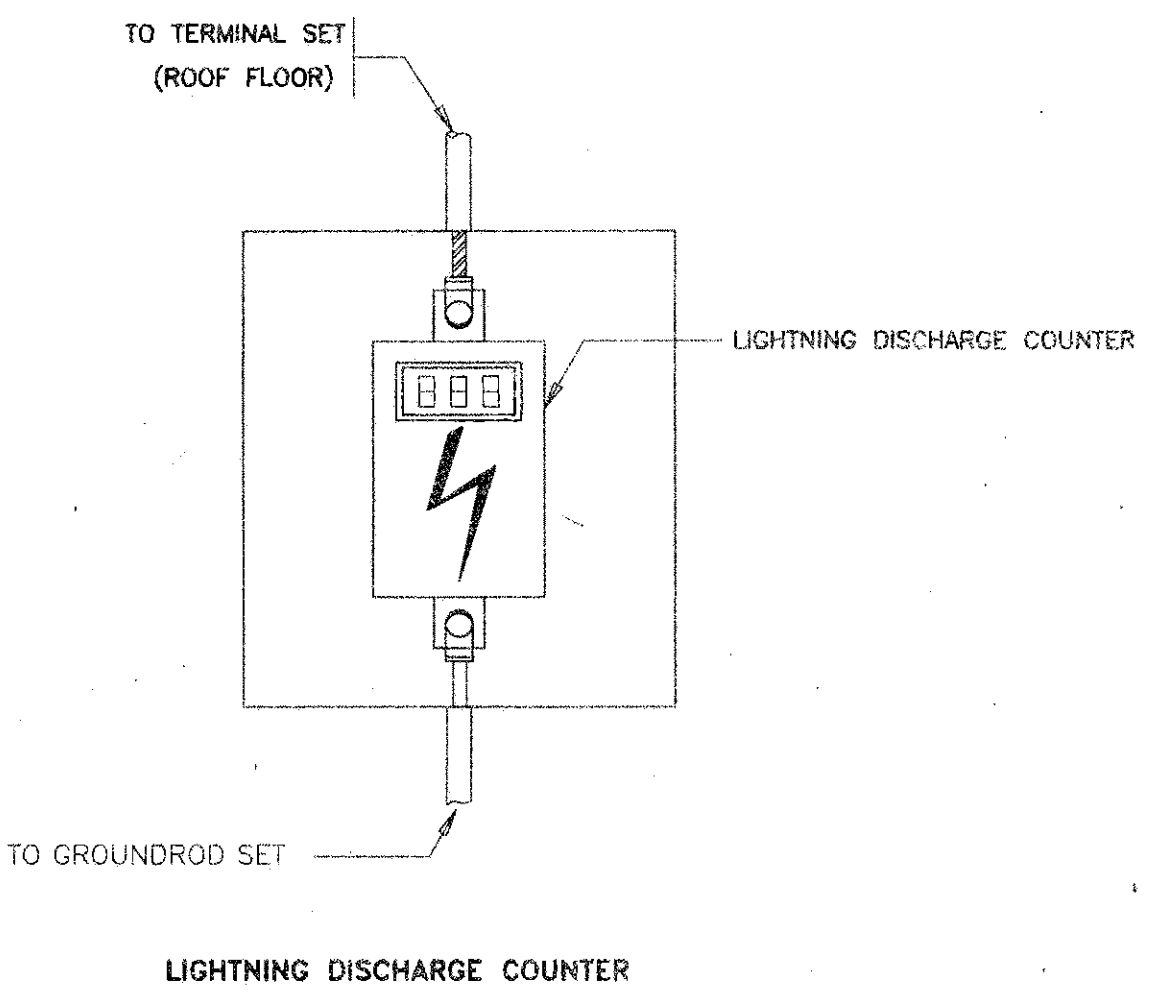 TO TERMINAL SET
(ROOF FLOOR)
LIGHTNING DISCHARGE COUNTER
888
TO GROUNDROD SET
LIGHTNING DISCHARGE COUNTER